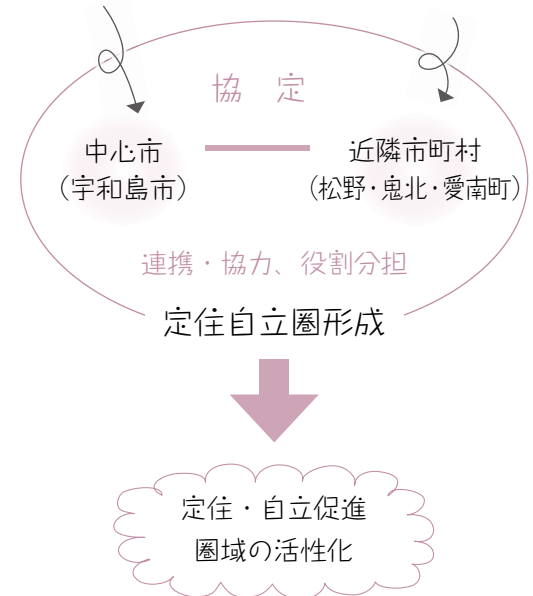 協　定
中心市
（宇和島市）
近隣市町村
（松野・鬼北・愛南町）
連携・協力、役割分担
定住自立圏形成
定住・自立促進
圏域の活性化